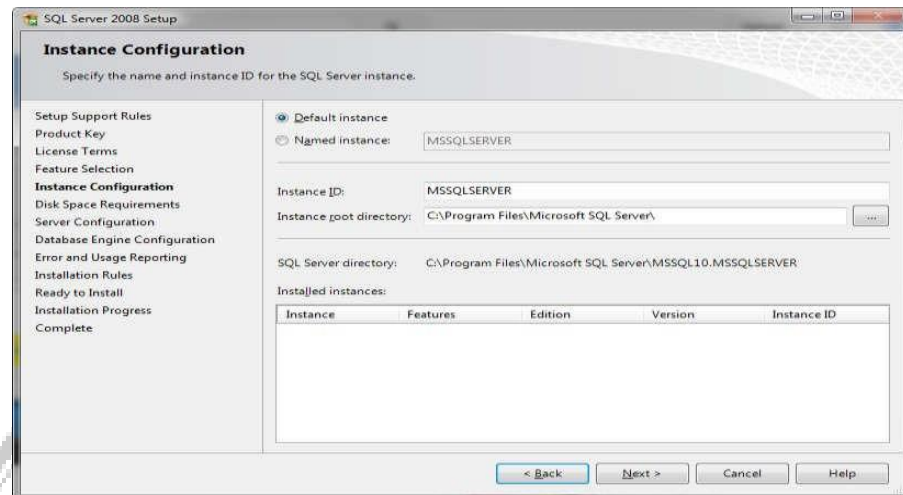 SQL Server 2008 Setup
Instance Configuration
Specify the name and instance ID for the SQL Server instance.
Setup Support Rules
Product Key
License Terms
Feature Selection
Instance Configuration
Disk Space Requirements
Server Configuration
Database Engine Configuration
Error and Usage Reporting
Installation Rules
Ready to Install
Installation Progress
Complete
Default instance
Named instance: MSSQLSERVER
Instance ID: MSSQLSERVER
Instance root directory: C:\Program Files\Microsoft SQL Server\ ...
SQL Server directory: C:\Program Files\Microsoft SQL Server\MSSQL10.MSSQLSERVER
Installed instances:
Instance Features Edition Version Instance ID
< Back Next > Cancel Help